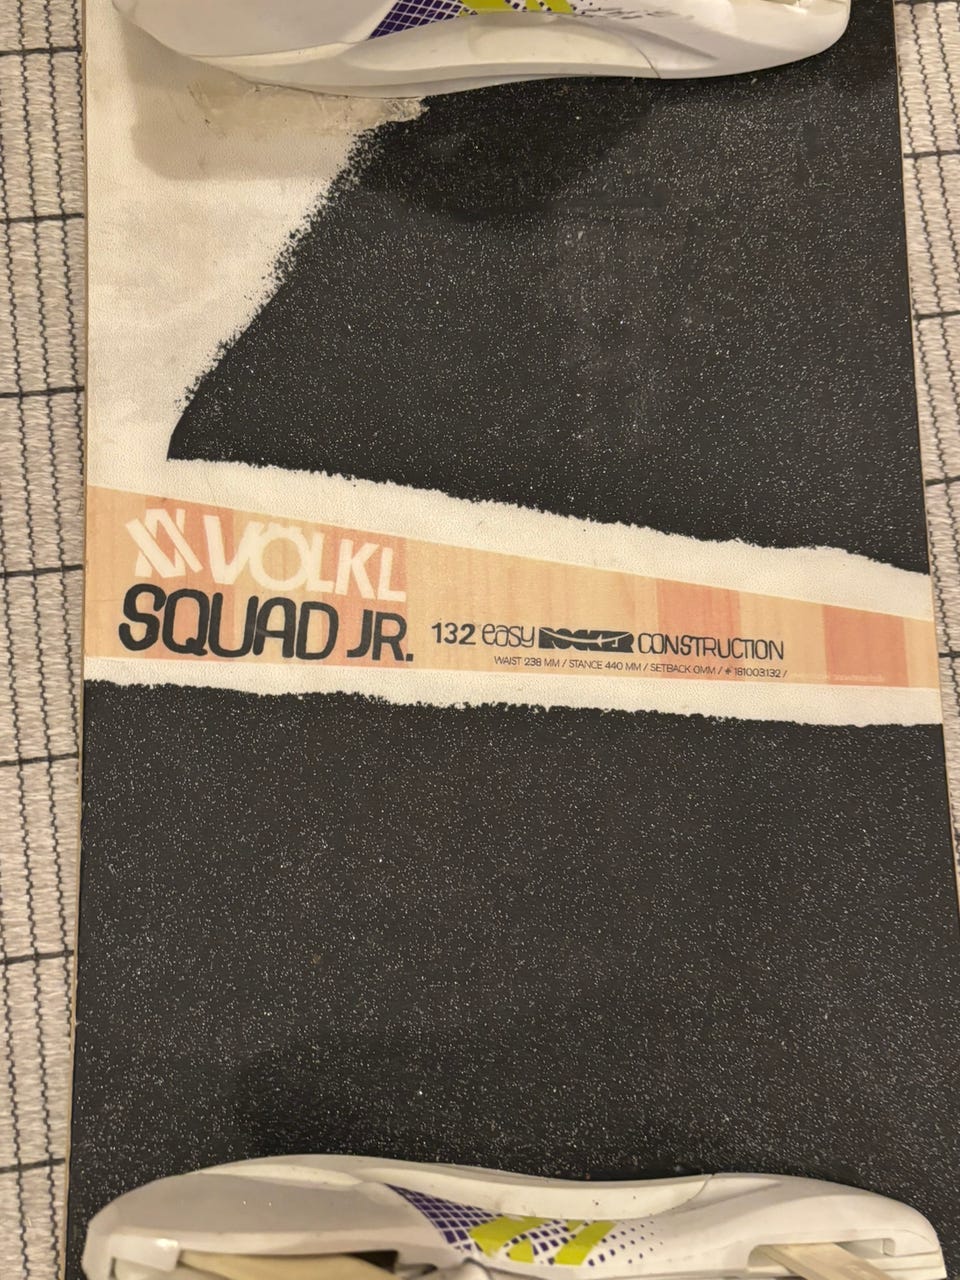 VÖLKL
SQUAD JR. 132 easy ROCKER CONSTRUCTION
WAIST 238 MM / STANCE 440 MM / SETBACK 0MM / # 181003132 /